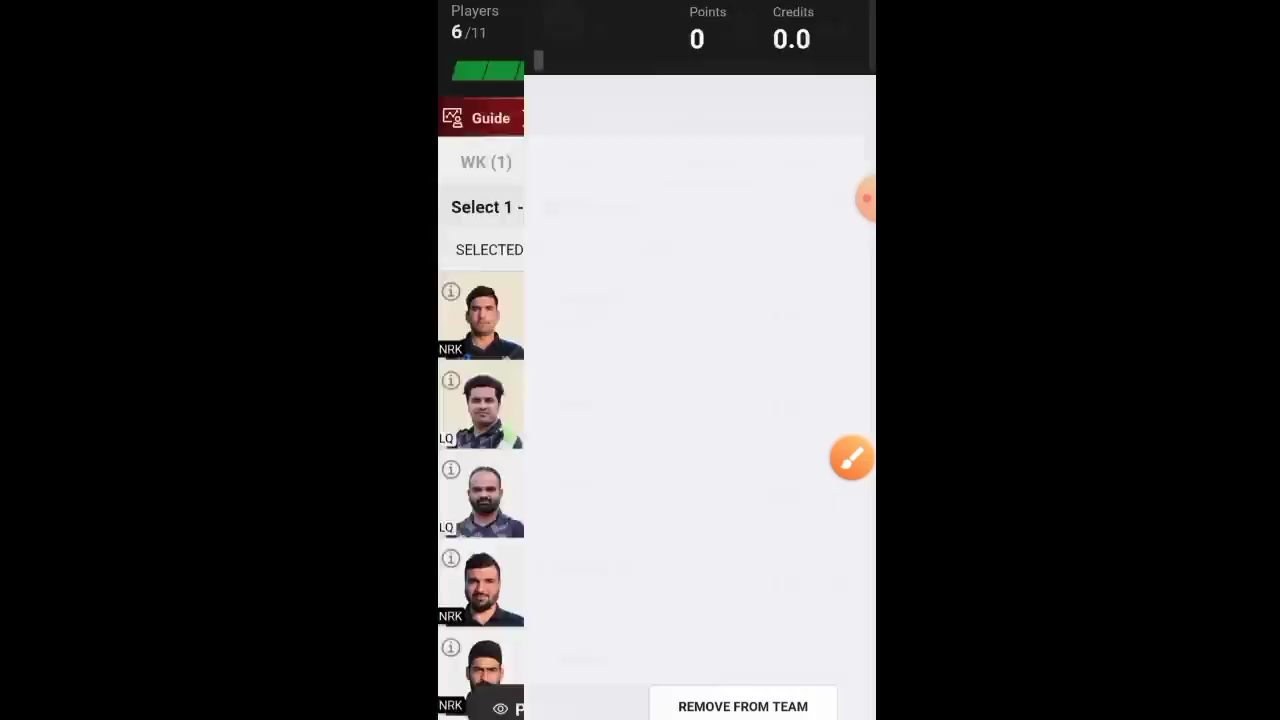 Players
6 /11
Points
0
Credits
0.0
Guide
WK (1)
Select 1 -
SELECTED
NRK
LQ
LQ
NRK
NRK
P
REMOVE FROM TEAM